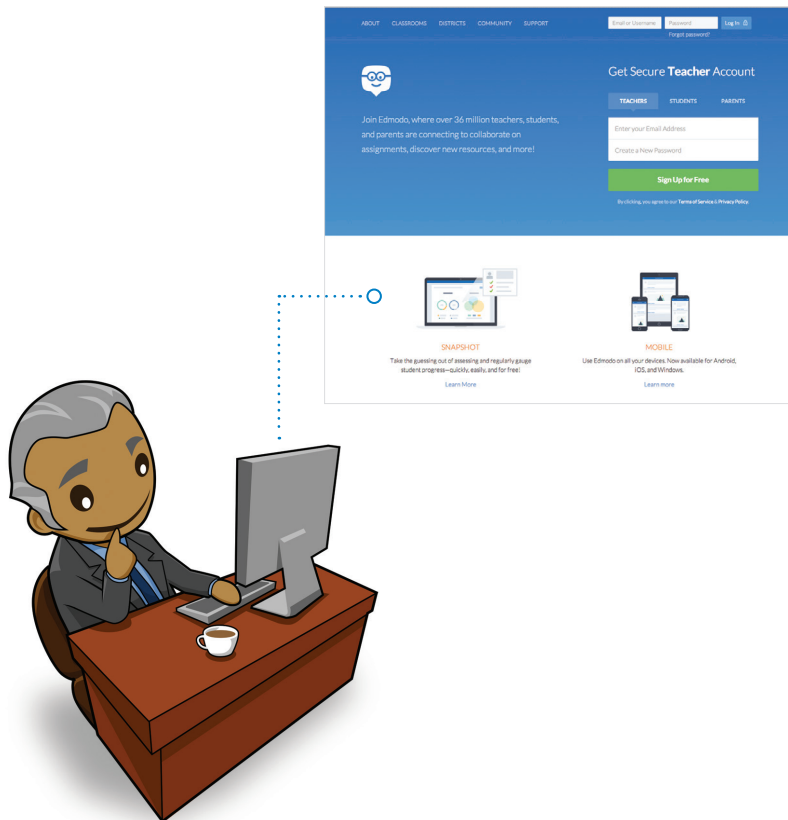 ABOUT CLASSROOMS DISTRICTS COMMUNITY SUPPORT
Email or Username Password Log In
Forgot password?
Get Secure Teacher Account
TEACHERS STUDENTS PARENTS
Join Edmodo, where over 36 million teachers, students,
and parents are connecting to collaborate on
assignments, discover new resources, and more!
Enter your Email Address
Create a New Password
Sign Up for Free
By clicking, you agree to our Terms of Service & Privacy Policy.
SNAPSHOT
Take the guessing out of assessing and regularly gauge
student progress—quickly, easily, and for free!
Learn More
MOBILE
Use Edmodo on all your devices. Now available for Android,
IOS, and Windows.
Learn more